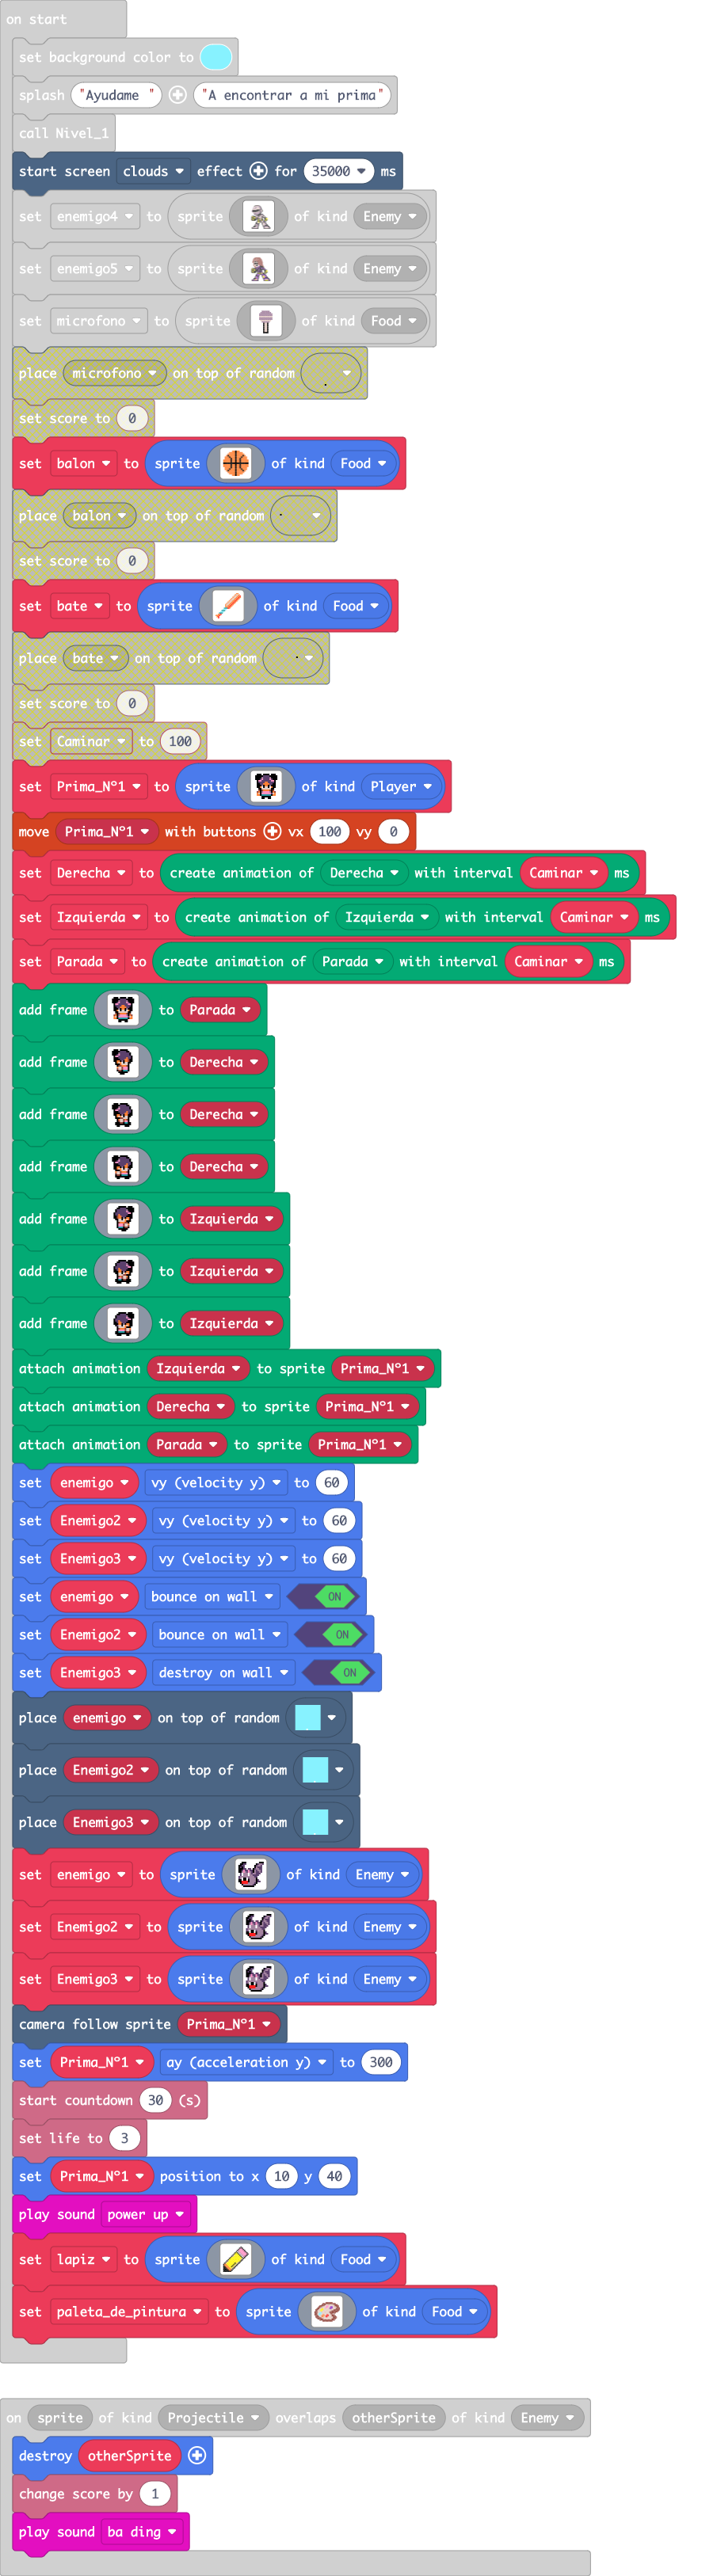 on start
set background color to
splash "Ayudame " "A encontrar a mi prima"
call Nivel_1
start screen clouds effect for 35000 ms
set enemigo4 to sprite of kind Enemy
set enemigo5 to sprite of kind Enemy
set microfono to sprite of kind Food
place microfono on top of random
set score to 0
set balon to sprite of kind Food
place balon on top of random
set score to 0
set bate to sprite of kind Food
place bate on top of random
set score to 0
set Caminar to 100
set Prima_Nº1 to sprite of kind Player
move Prima_Nº1 with buttons vx 100 vy 0
set Derecha to create animation of Derecha with interval Caminar ms
set Izquierda to create animation of Izquierda with interval Caminar ms
set Parada to create animation of Parada with interval Caminar ms
add frame to Parada
add frame to Derecha
add frame to Derecha
add frame to Derecha
add frame to Izquierda
add frame to Izquierda
add frame to Izquierda
attach animation Izquierda to sprite Prima_Nº1
attach animation Derecha to sprite Prima_Nº1
attach animation Parada to sprite Prima_Nº1
set enemigo vy (velocity y) to 60
set Enemigo2 vy (velocity y) to 60
set Enemigo3 vy (velocity y) to 60
set enemigo bounce on wall ON
set Enemigo2 bounce on wall ON
set Enemigo3 destroy on wall ON
place enemigo on top of random
place Enemigo2 on top of random
place Enemigo3 on top of random
set enemigo to sprite of kind Enemy
set Enemigo2 to sprite of kind Enemy
set Enemigo3 to sprite of kind Enemy
camera follow sprite Prima_Nº1
set Prima_Nº1 ay (acceleration y) to 300
start countdown 30 (s)
set life to 3
set Prima_Nº1 position to x 10 y 40
play sound power up
set lapiz to sprite of kind Food
set paleta_de_pintura to sprite of kind Food
on sprite of kind Projectile overlaps otherSprite of kind Enemy
destroy otherSprite
change score by 1
play sound ba ding